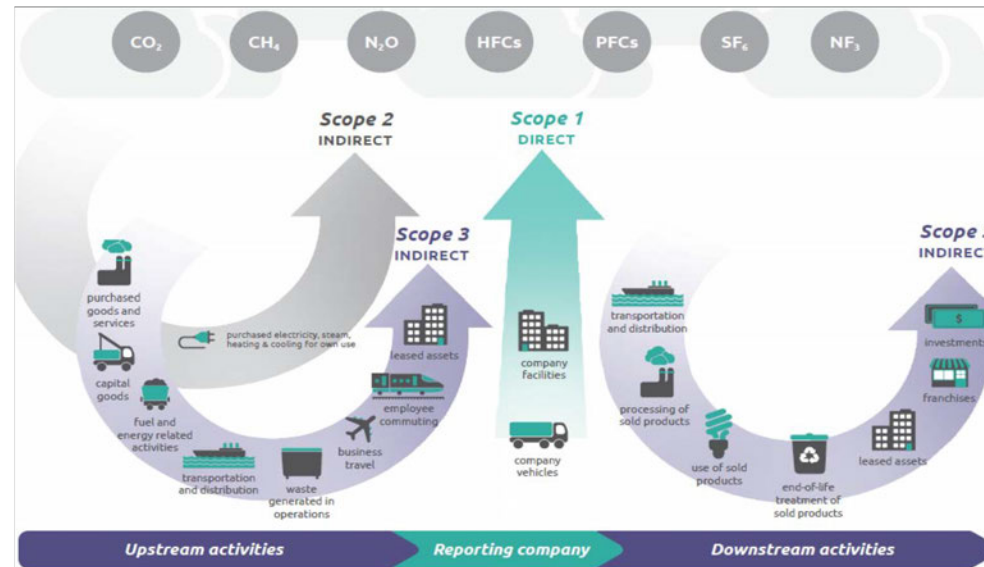 CO₂
CH₄
N₂O
HFCs
PFCs
SF₆
NF₃
Scope 2
INDIRECT
Scope 1
DIRECT
Scope 3
INDIRECT
Scope
INDIRECT
purchased
goods and
services
capital
goods
fuel and
energy related
activities
transportation
and distribution
waste
generated in
operations
business
travel
employee
commuting
leased assets
purchased electricity, steam,
heating & cooling for own use
company
facilities
company
vehicles
transportation
and distribution
processing of
sold products
use of sold
products
end-of-life
treatment of
sold products
leased assets
franchises
investments
$
Upstream activities
Reporting company
Downstream activities